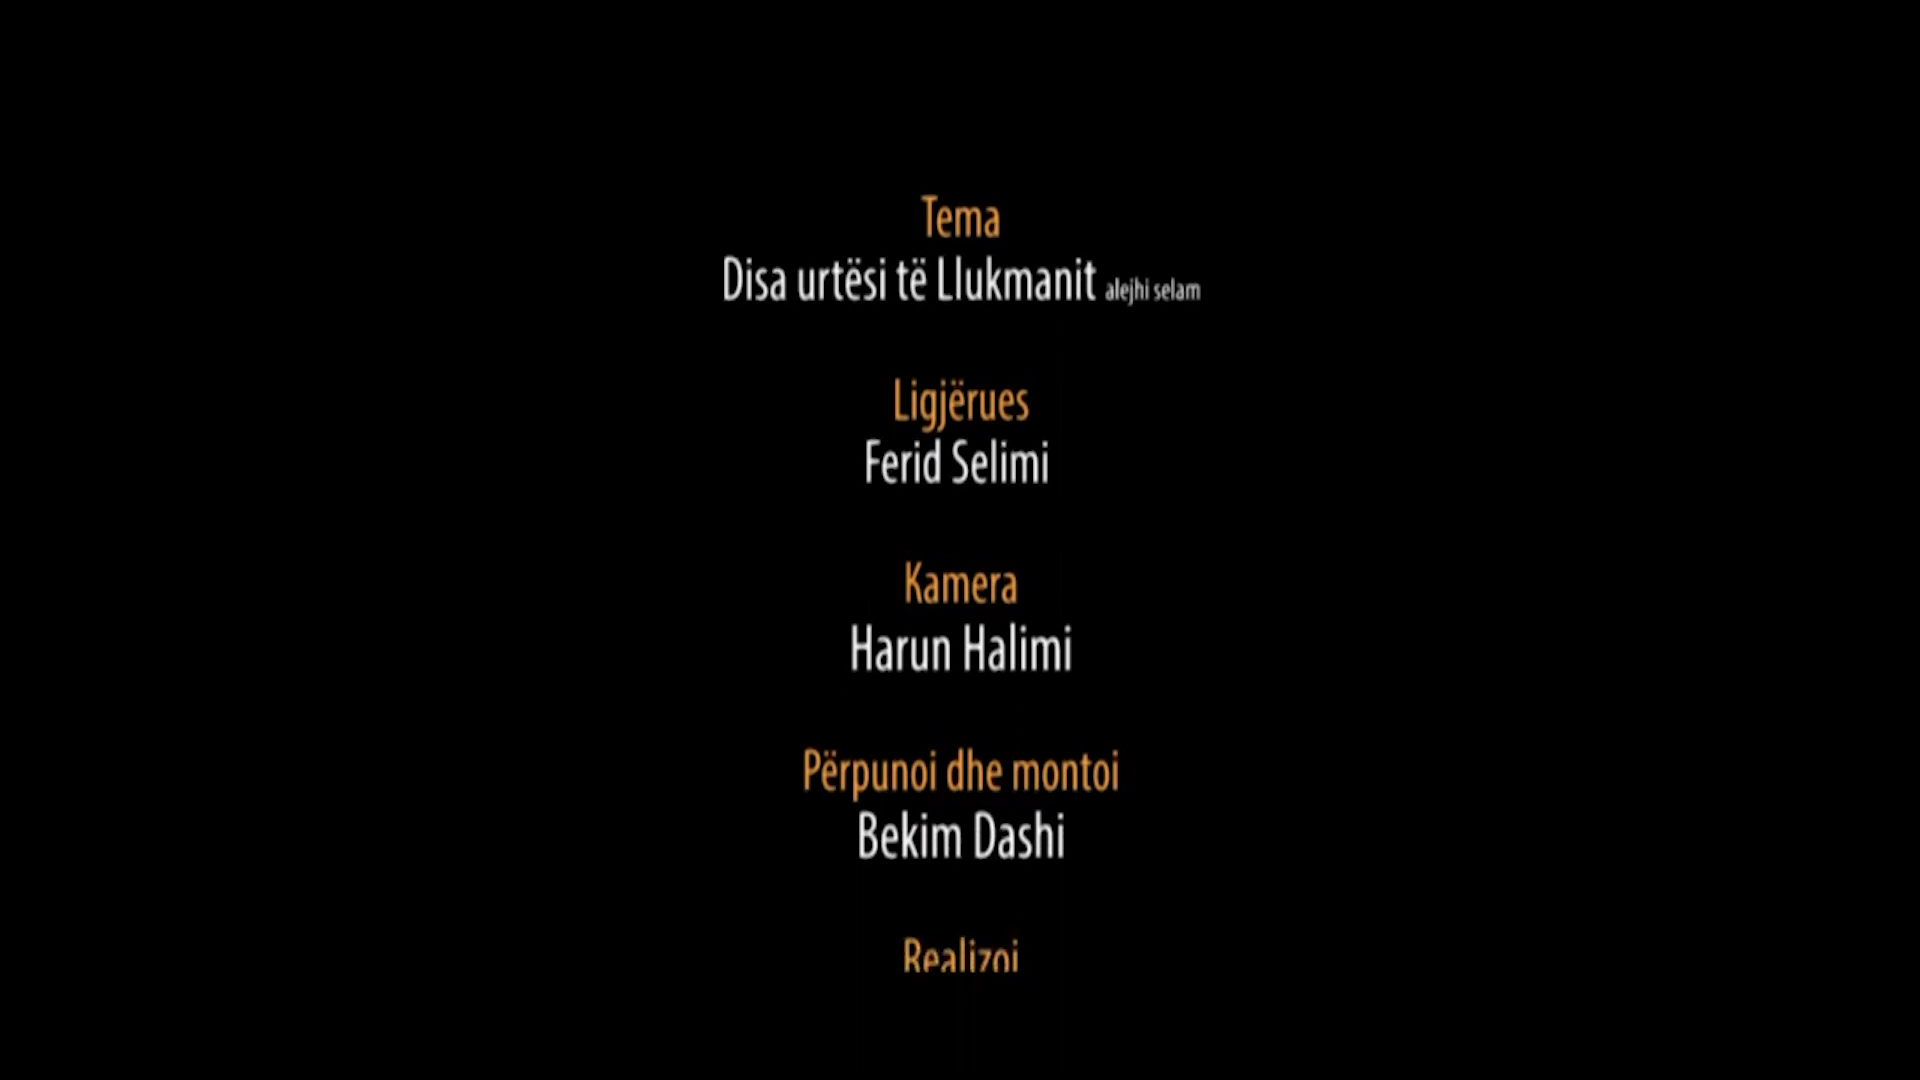 Tema
Disa urtësi të Llukmanit alejhi selam
Ligjërues
Ferid Selimi
Kamera
Harun Halimi
Përpunoi dhe montoi
Bekim Dashi
Realizoi